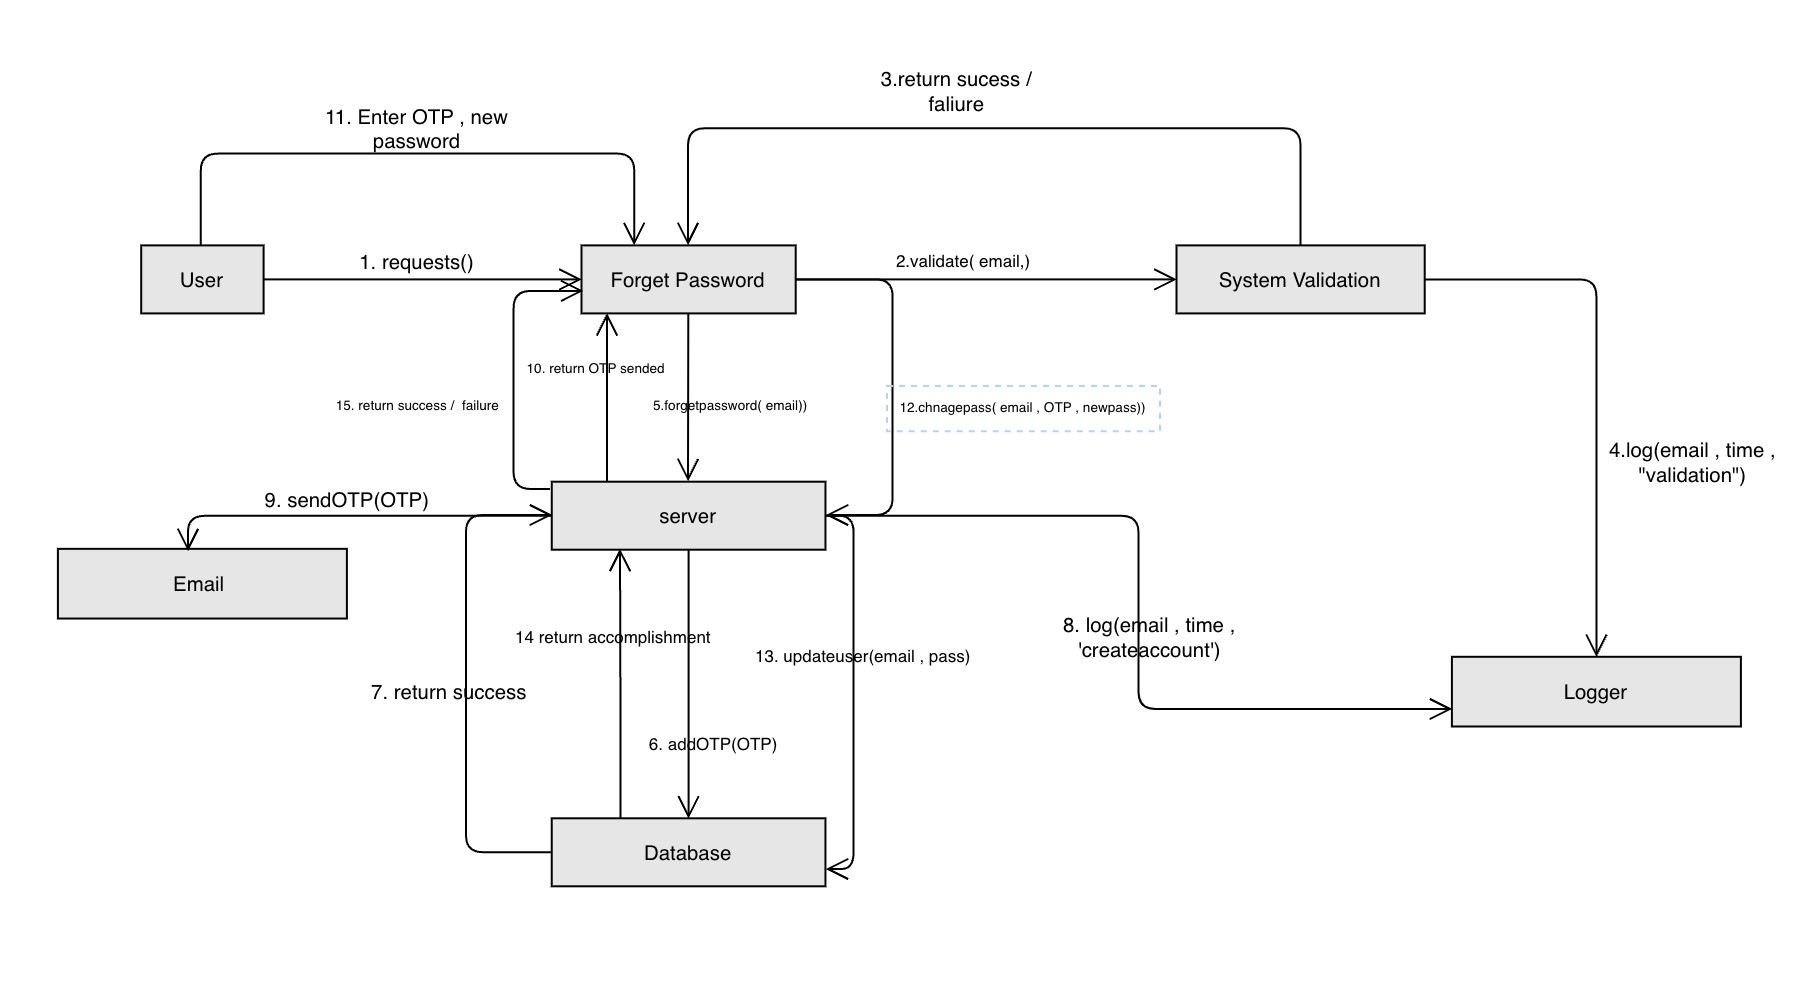 3.return sucess /
faliure
11. Enter OTP , new
password
1. requests()
2.validate( email,)
User
Forget Password
System Validation
10. return OTP sended
15. return success /  failure
5.forgetpassword( email))
12.chnagepass( email , OTP , newpass))
4.log(email , time ,
"validation")
9. sendOTP(OTP)
server
Email
14 return accomplishment
13. updateuser(email , pass)
8. log(email , time ,
'createaccount')
7. return success
Logger
6. addOTP(OTP)
Database